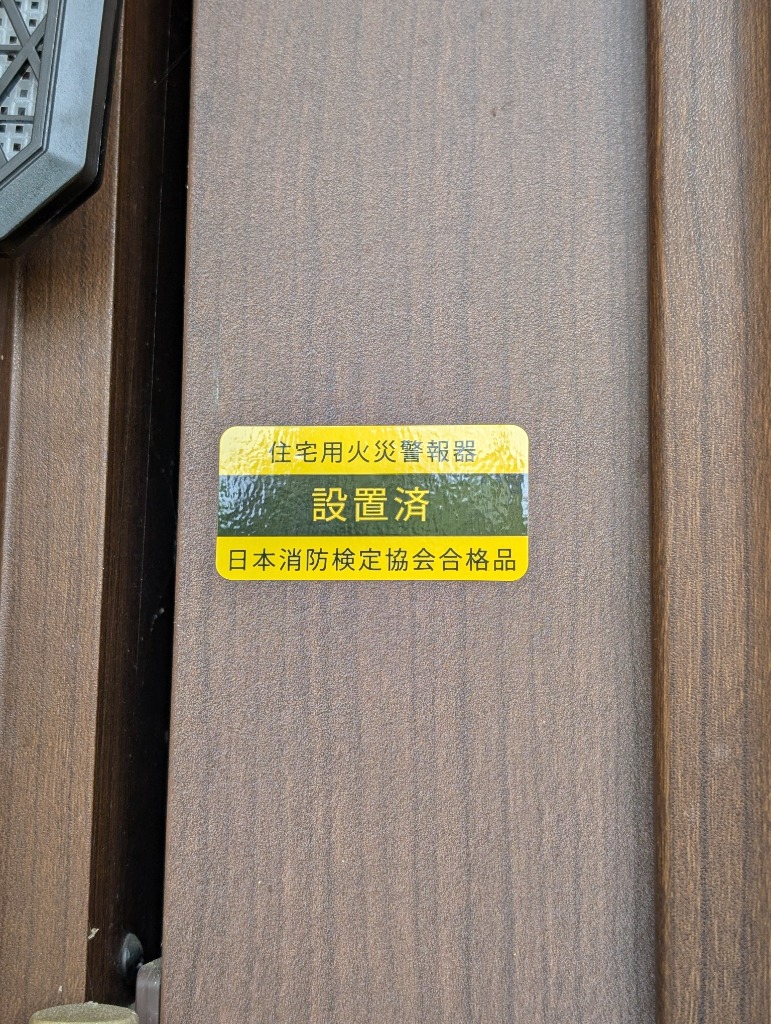 住宅用火災警報器
設置済
日本消防検定協会合格品